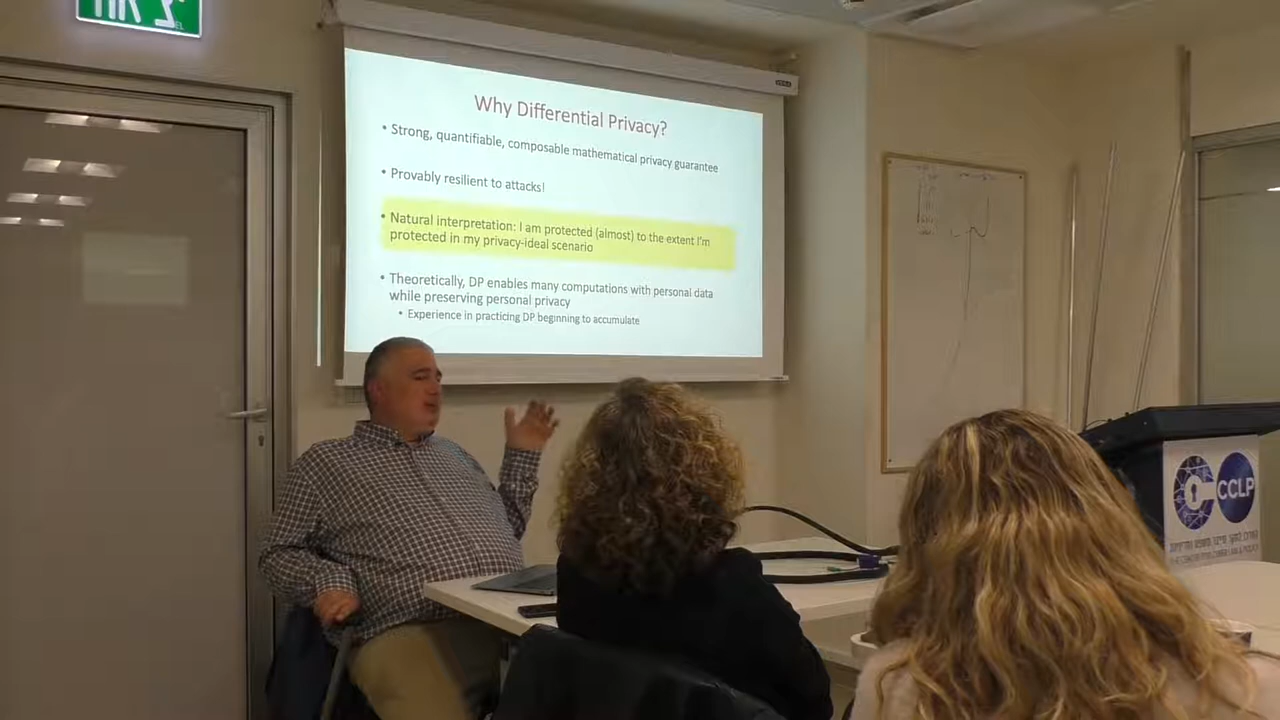 Why Differential Privacy?
• Strong, quantifiable, composable mathematical privacy guarantee
• Provably resilient to attacks!
• Natural interpretation: I am protected (almost) to the extent I'm
protected in my privacy-ideal scenario
• Theoretically, DP enables many computations with personal data
while preserving personal privacy
• Experience in practicing DP beginning to accumulate
CCLP